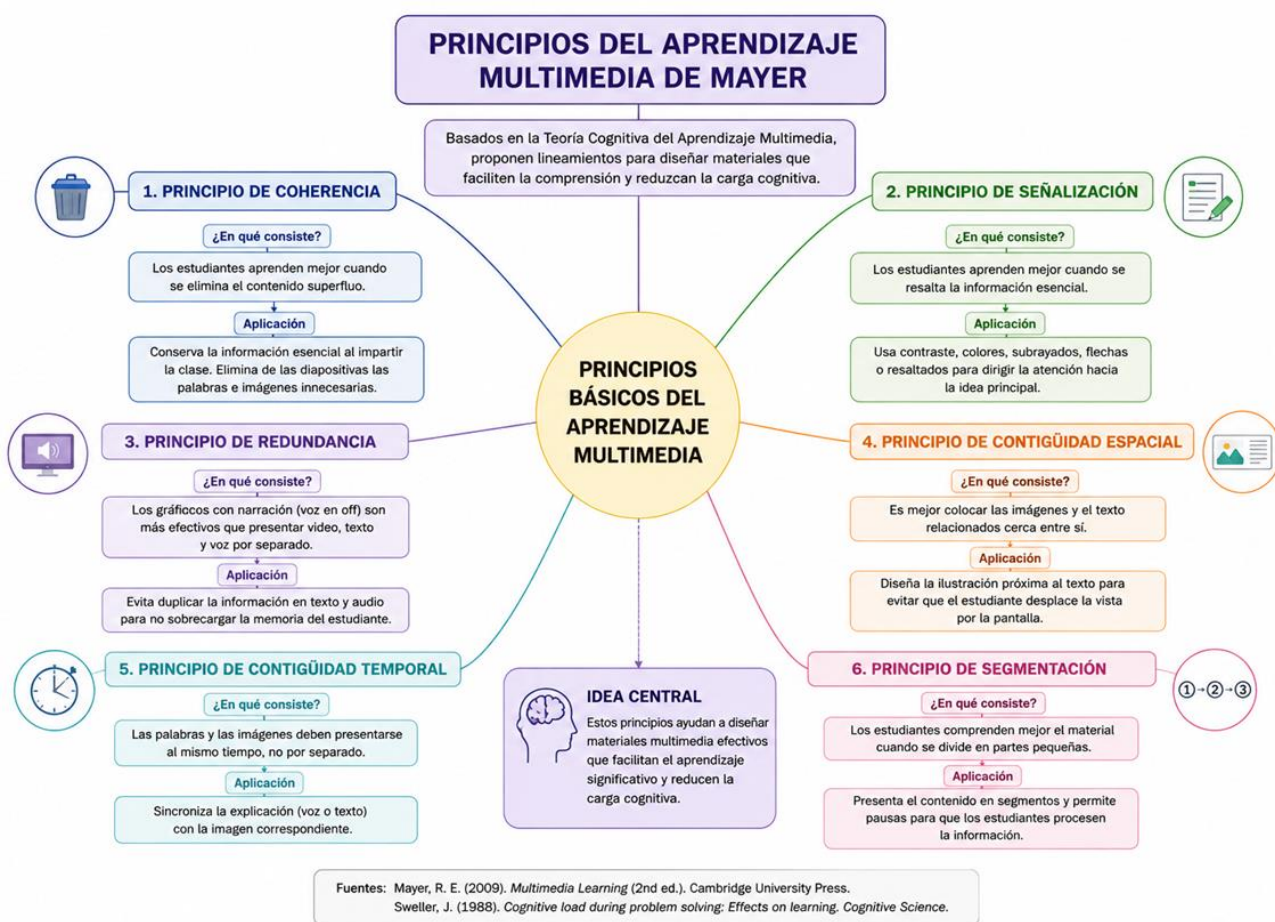 PRINCIPIOS DEL APRENDIZAJE
MULTIMEDIA DE MAYER
Basados en la Teoría Cognitiva del Aprendizaje Multimedia,
proponen lineamientos para diseñar materiales que
faciliten la comprensión y reduzcan la carga cognitiva.
1. PRINCIPIO DE COHERENCIA
¿En qué consiste?
Los estudiantes aprenden mejor cuando
se elimina el contenido superfluo.
Aplicación
Conserva la información esencial al impartir
la clase. Elimina de las diapositivas las
palabras e imágenes innecesarias.
2. PRINCIPIO DE SEÑALIZACIÓN
¿En qué consiste?
Los estudiantes aprenden mejor cuando se
resalta la información esencial.
Aplicación
Usa contraste, colores, subrayados, flechas
o resaltados para dirigir la atención hacia
la idea principal.
PRINCIPIOS
BÁSICOS DEL
APRENDIZAJE
MULTIMEDIA
3. PRINCIPIO DE REDUNDANCIA
¿En qué consiste?
Los gráficcos con narración (voz en off) son
más efectivos que presentar video, texto
y voz por separado.
Aplicación
Evita duplicar la información en texto y audio
para no sobrecargar la memoria del estudiante.
4. PRINCIPIO DE CONTIGÜIDAD ESPACIAL
¿En qué consiste?
Es mejor colocar las imágenes y el texto
relacionados cerca entre sí.
Aplicación
Diseña la ilustración próxima al texto para
evitar que el estudiante desplace la vista
por la pantalla.
5. PRINCIPIO DE CONTIGÜIDAD TEMPORAL
¿En qué consiste?
Las palabras y las imágenes deben presentarse
al mismo tiempo, no por separado.
Aplicación
Sincroniza la explicación (voz o texto)
con la imagen correspondiente.
6. PRINCIPIO DE SEGMENTACIÓN
①→②→③
¿En qué consiste?
Los estudiantes comprenden mejor el material
cuando se divide en partes pequeñas.
Aplicación
Presenta el contenido en segmentos y permite
pausas para que los estudiantes procesen
la información.
IDEA CENTRAL
Estos principios ayudan a diseñar
materiales multimedia efectivos
que facilitan el aprendizaje
significativo y reducen la
carga cognitiva.
Fuentes: Mayer, R. E. (2009). Multimedia Learning (2nd ed.). Cambridge University Press.
Sweller, J. (1988). Cognitive load during problem solving: Effects on learning. Cognitive Science.